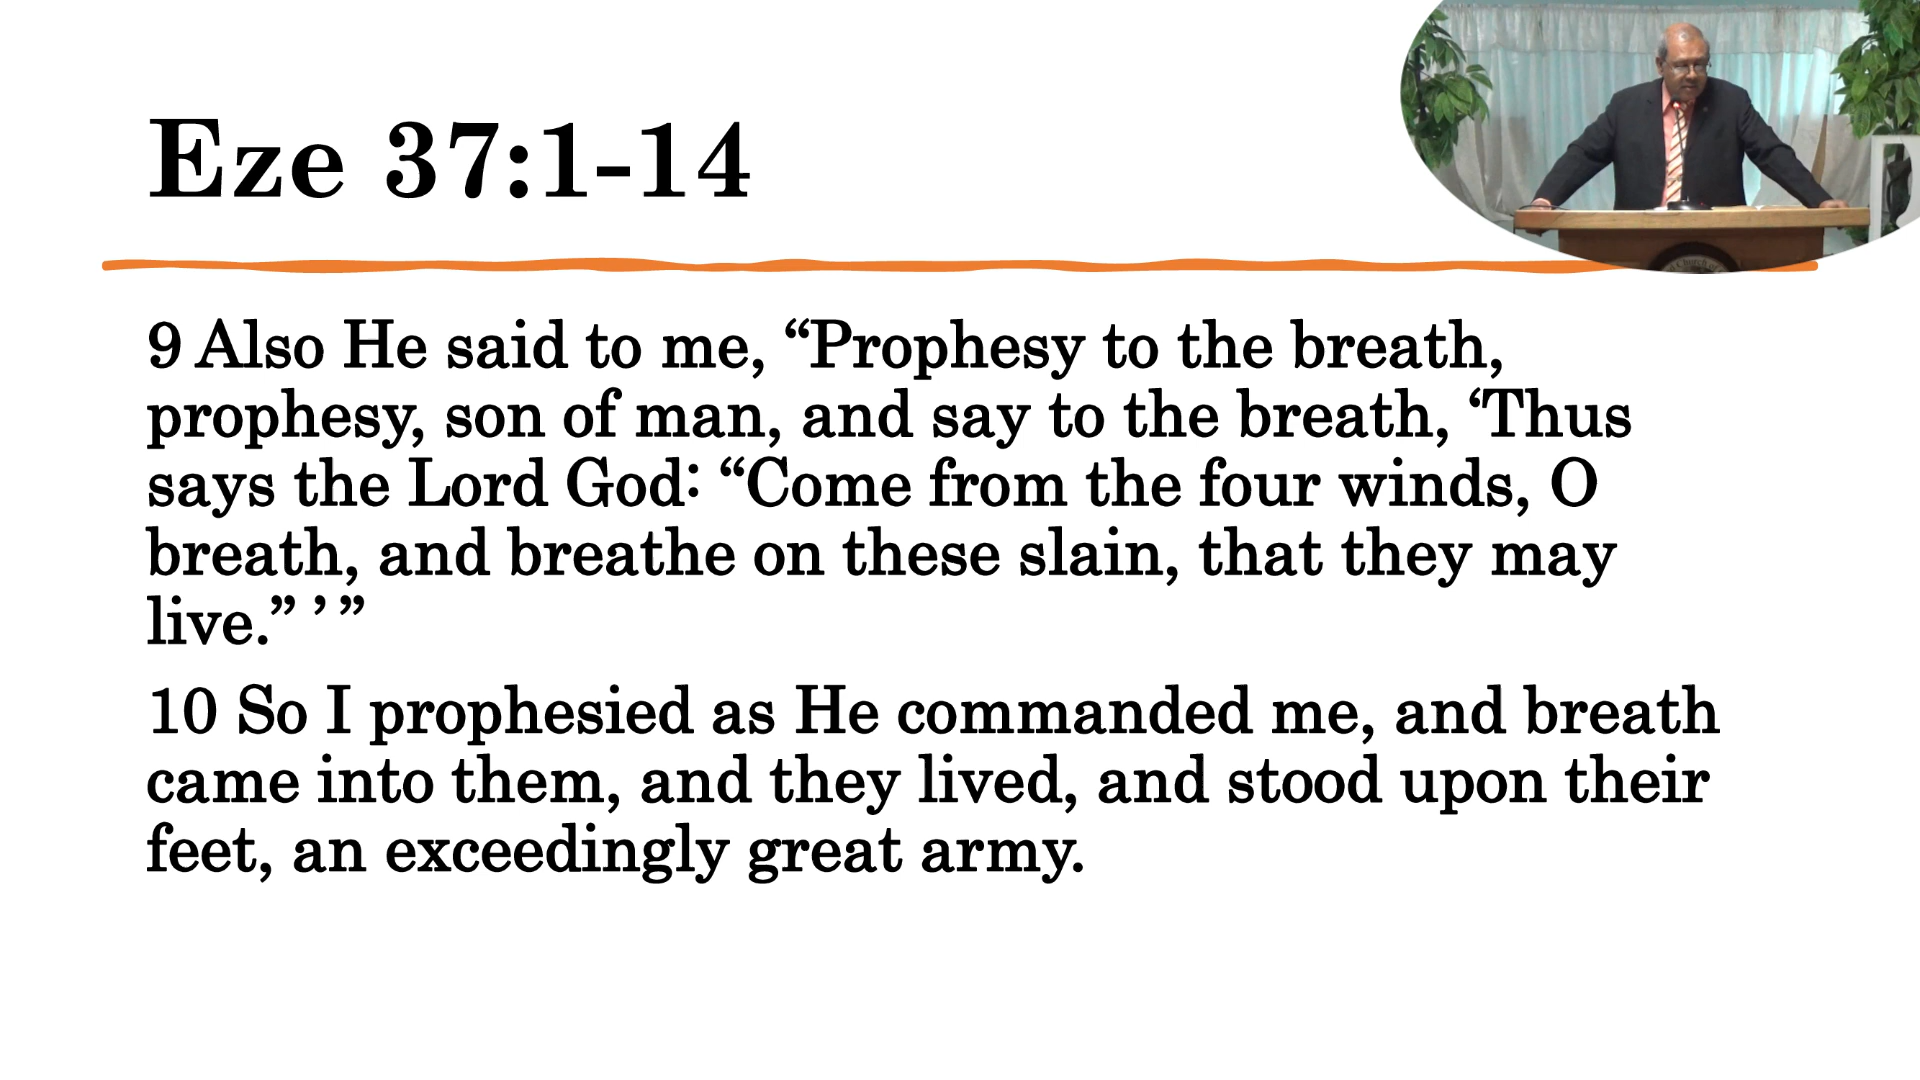 Eze 37:1-14
9 Also He said to me, “Prophesy to the breath,
prophesy, son of man, and say to the breath, ‘Thus
says the Lord God: “Come from the four winds, O
breath, and breathe on these slain, that they may
live.” ’ ”
10 So I prophesied as He commanded me, and breath
came into them, and they lived, and stood upon their
feet, an exceedingly great army.
Church of